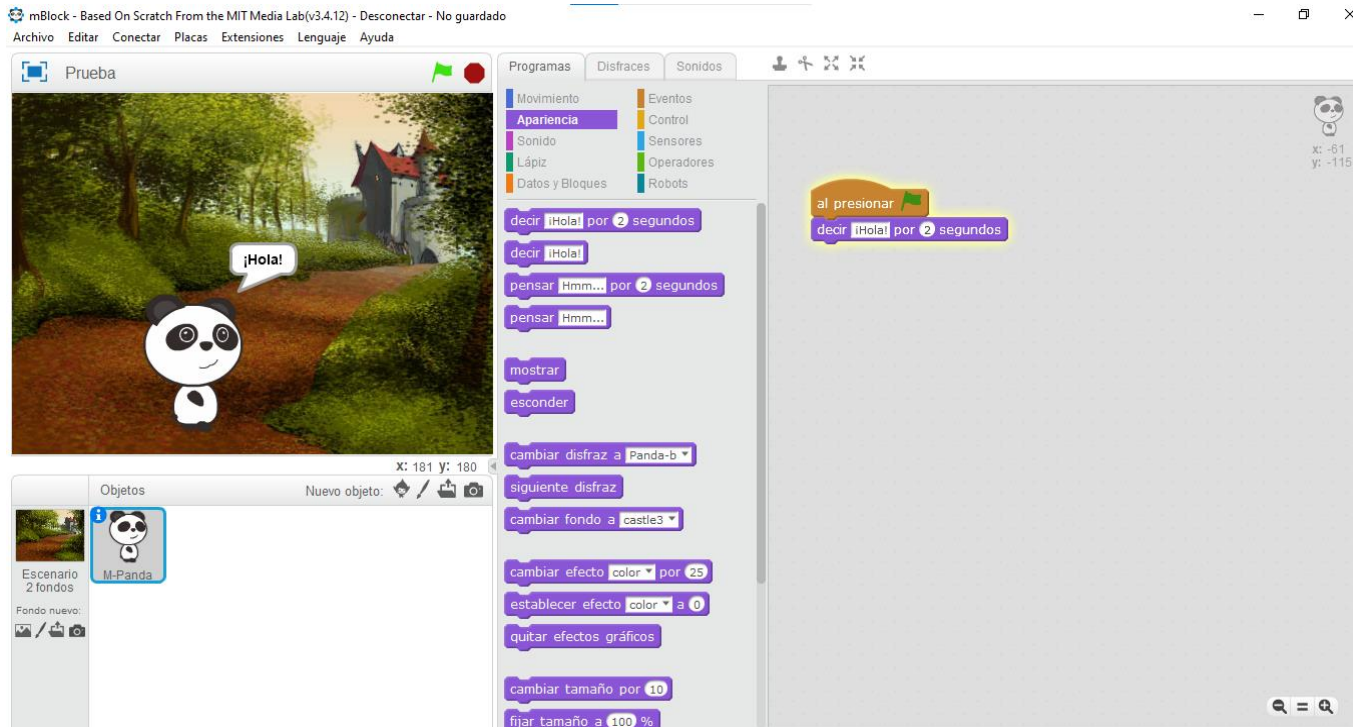 mBlock - Based On Scratch From the MIT Media Lab(v3.4.12) - Desconectar - No guardado
Archivo Editar Conectar Placas Extensiones Lenguaje Ayuda
Prueba
¡Hola!
X: 181 y: 180
Objetos
Nuevo objeto:
Escenario
2 fondos
Fondo nuevo:
M-Panda
Programas Disfraces Sonidos
Movimiento Eventos
Apariencia Control
Sonido Sensores
Lápiz Operadores
Datos y Bloques Robots
decir ¡Hola! por 2 segundos
decir ¡Hola!
pensar Hmm... por 2 segundos
pensar Hmm...
mostrar
esconder
cambiar disfraz a Panda-b
siguiente disfraz
cambiar fondo a castle3
cambiar efecto color por 25
establecer efecto color a 0
quitar efectos gráficos
cambiar tamaño por 10
fijar tamaño a 100 %
al presionar
decir ¡Hola! por 2 segundos
x: -61
y: -115